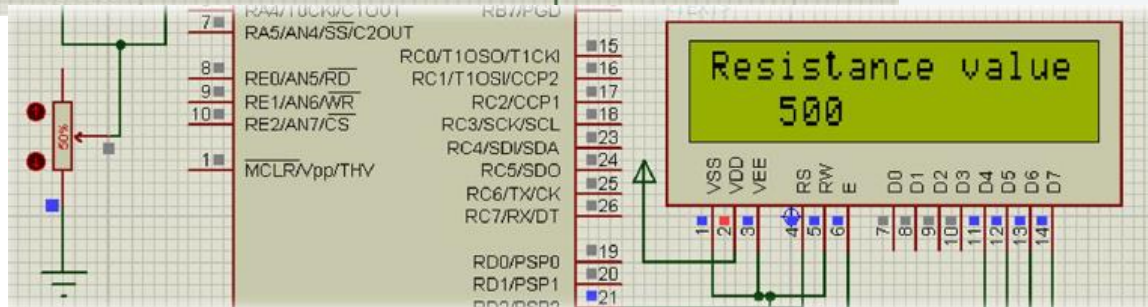 RA4/T0CKI/C1OUT
7
RA5/AN4/SS/C2OUT
8
RE0/AN5/RD
9
RE1/AN6/WR
10
RE2/AN7/CS
1
MCLR/Vpp/THV
RB7/PGD
RC0/T1OSO/T1CKI
15
RC1/T1OSI/CCP2
16
RC2/CCP1
17
RC3/SCK/SCL
18
RC4/SDI/SDA
23
RC5/SDO
24
RC6/TX/CK
25
RC7/RX/DT
26
RD0/PSP0
19
RD1/PSP1
20
RD2/PSP2
21
50%
Resistance value
500
VSS
VDD
VEE
RS
RW
E
D0
D1
D2
D3
D4
D5
D6
D7
1
2
3
4
5
6
7
8
9
10
11
12
13
14